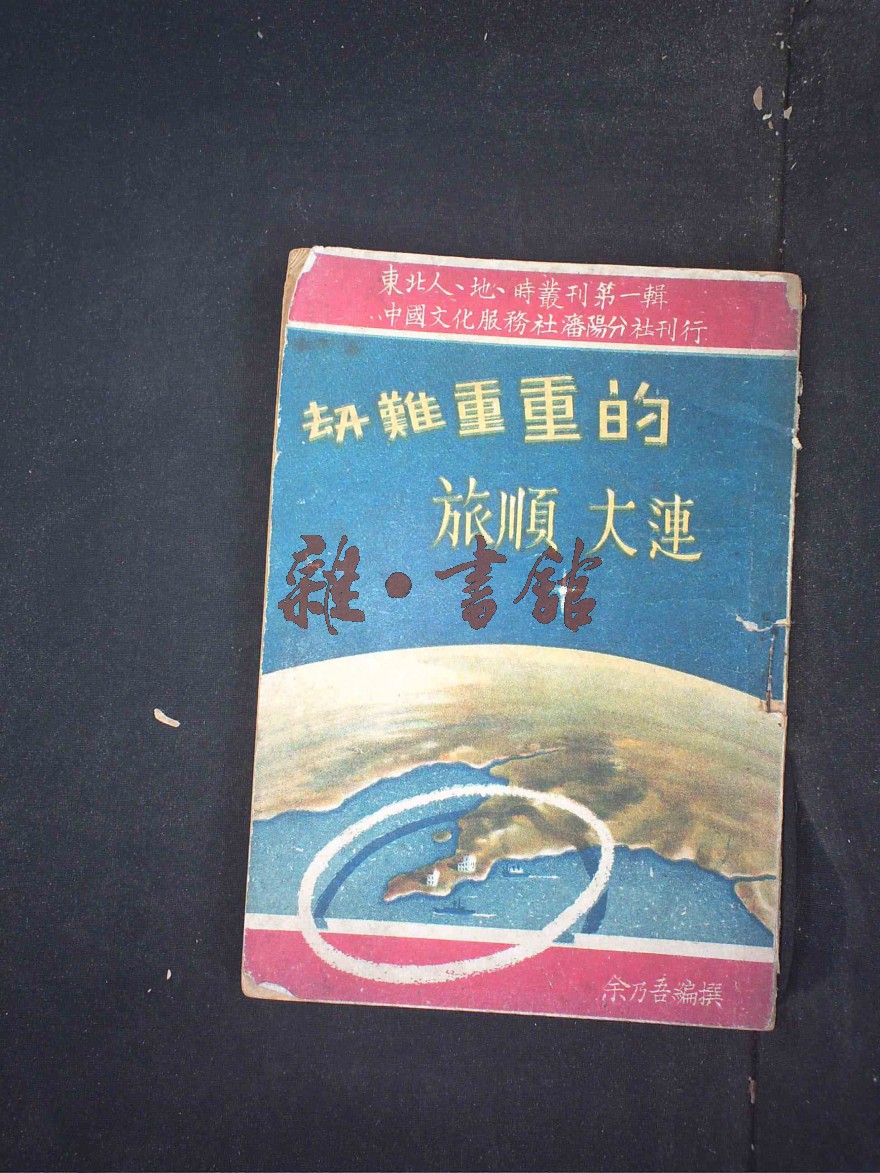 東北人、地、時叢刊第一輯
中國文化服務社瀋陽分社刊行
劫難重重的
旅順大連
雜·書館
余乃吾編撰